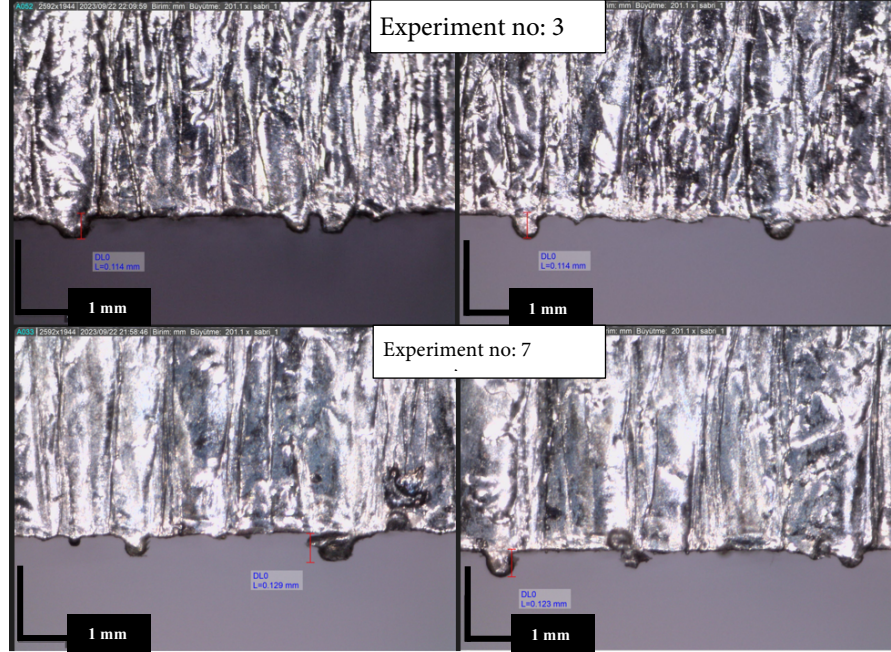 A052 2592x1944 2023/09/22 22:09:59 Birim: mm Büyütme: 201.1 x sabri_1
Experiment no: 3
rim: mm Büyütme: 201.1 x sabri_1
DL0
L=0.114 mm
DL0
L=0.114 mm
1 mm
1 mm
A033 2592x1944 2023/09/22 21:58:46 Birim: mm Büyütme: 201.1 x sabri_1
Experiment no: 7
rim: mm Büyütme: 201.1 x sabri_1
DL0
L=0.129 mm
DL0
L=0.123 mm
1 mm
1 mm